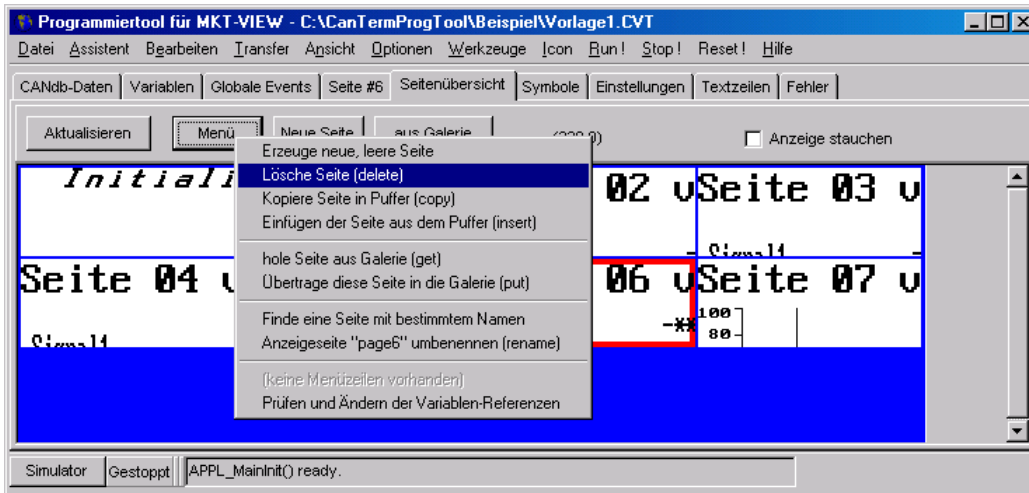 Programmiertool für MKT-VIEW - C:\CanTermProgTool\Beispiel\Vorlage1.CVT
Datei Assistent Bearbeiten Transfer Ansicht Optionen Werkzeuge Icon Run! Stop! Reset! Hilfe
CANdb-Daten Variablen Globale Events Seite #6 Seitenübersicht Symbole Einstellungen Textzeilen Fehler
Aktualisieren Menü Neue Seite aus Galerie Anzeige stauchen
Erzeuge neue, leere Seite
Lösche Seite (delete)
Kopiere Seite in Puffer (copy)
Einfügen der Seite aus dem Puffer (insert)
hole Seite aus Galerie (get)
Übertrage diese Seite in die Galerie (put)
Finde eine Seite mit bestimmtem Namen
Anzeigeseite "page6" umbenennen (rename)
(keine Menüzeilen vorhanden)
Prüfen und Ändern der Variablen-Referenzen
Initiali 02 v Seite 03 v
Signal1
Seite 04 06 v Seite 07 v
-** 100
80
Signal1
Simulator Gestoppt APPL_MainInit() ready.